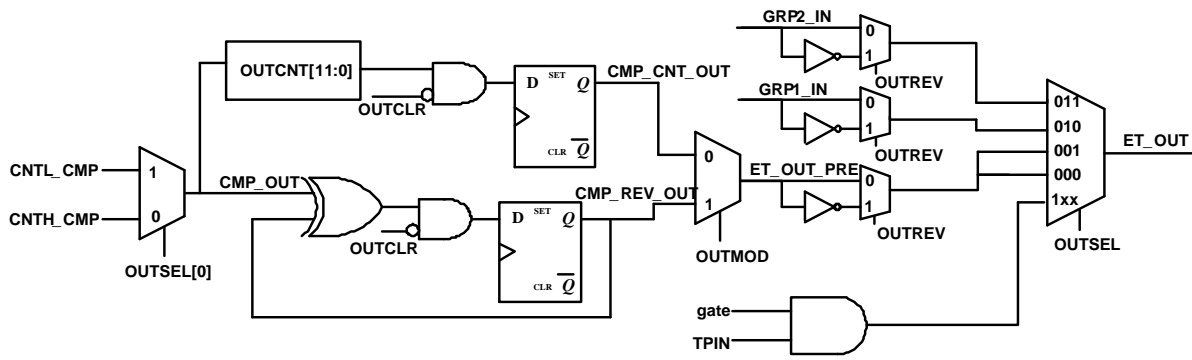 GRP2_IN
0
1
OUTREV
OUTCNT[11:0]
OUTCLR
D SET Q
CLR Q
CMP_CNT_OUT
GRP1_IN
0
1
OUTREV
011
010
001
000
1xx
ET_OUT
OUTSEL
CNTL_CMP
CNTH_CMP
1
0
OUTSEL[0]
CMP_OUT
OUTCLR
D SET Q
CLR Q
CMP_REV_OUT
0
1
OUTMOD
ET_OUT_PRE
0
1
OUTREV
gate
TPIN